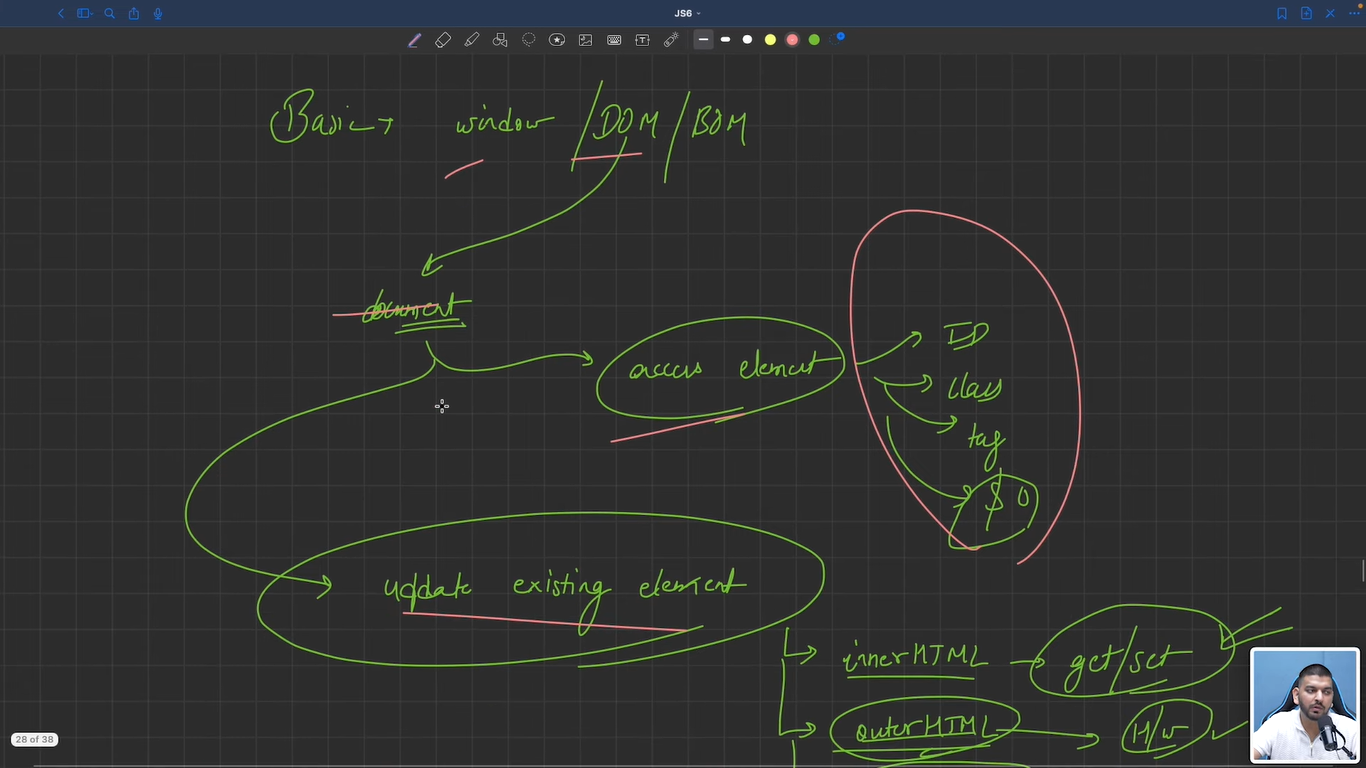 JS6
Basic → window / DOM / BOM
document
access element
ID
class
tag
$0
update existing element
innerHTML → get/set
outerHTML → H/w
28 of 38